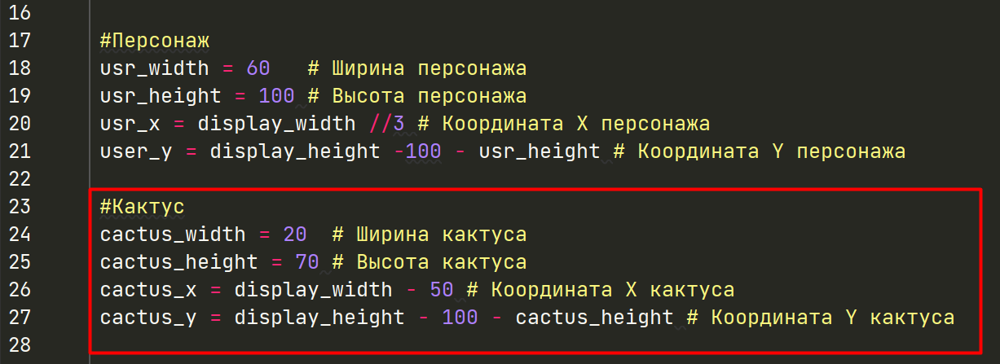 16
17 #Персонаж
18 usr_width = 60   # Ширина персонажа
19 usr_height = 100 # Высота персонажа
20 usr_x = display_width //3 # Координата X персонажа
21 user_y = display_height -100 - usr_height # Координата Y персонажа
22
23 #Кактус
24 cactus_width = 20  # Ширина кактуса
25 cactus_height = 70 # Высота кактуса
26 cactus_x = display_width - 50 # Координата X кактуса
27 cactus_y = display_height - 100 - cactus_height # Координата Y кактуса
28